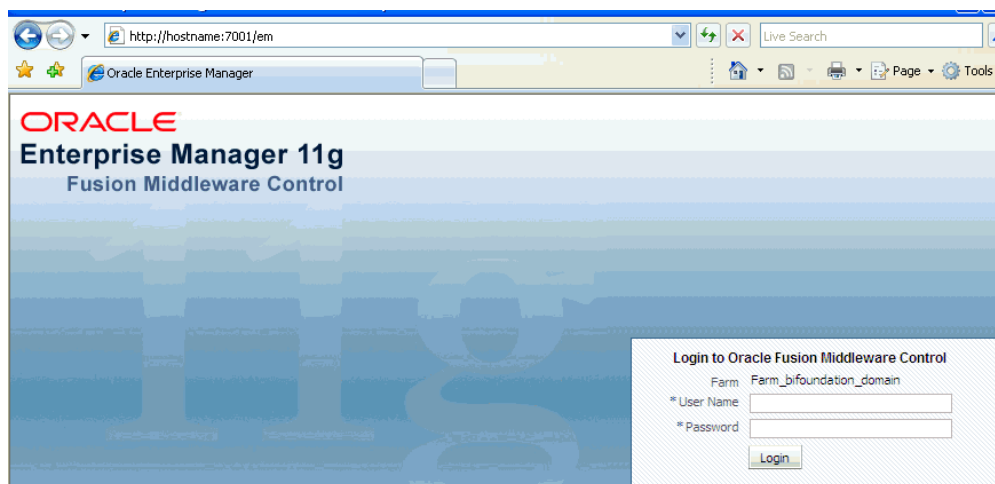 http://hostname:7001/em
Live Search
Oracle Enterprise Manager
Page
Tools
ORACLE
Enterprise Manager 11g
Fusion Middleware Control
11g
Login to Oracle Fusion Middleware Control
Farm Farm_bifoundation_domain
* User Name
* Password
Login